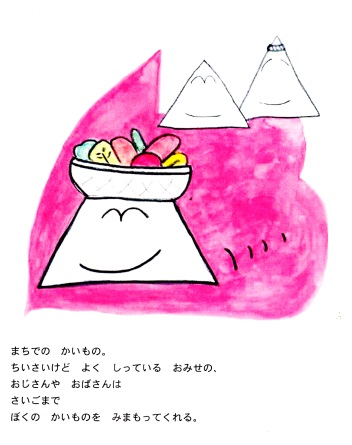 まちでの　かいもの。
ちいさいけど　よく　しっている　おみせの、
おじさんや　おばさんは
さいごまで
ぼくの　かいものを　みまもってくれる。